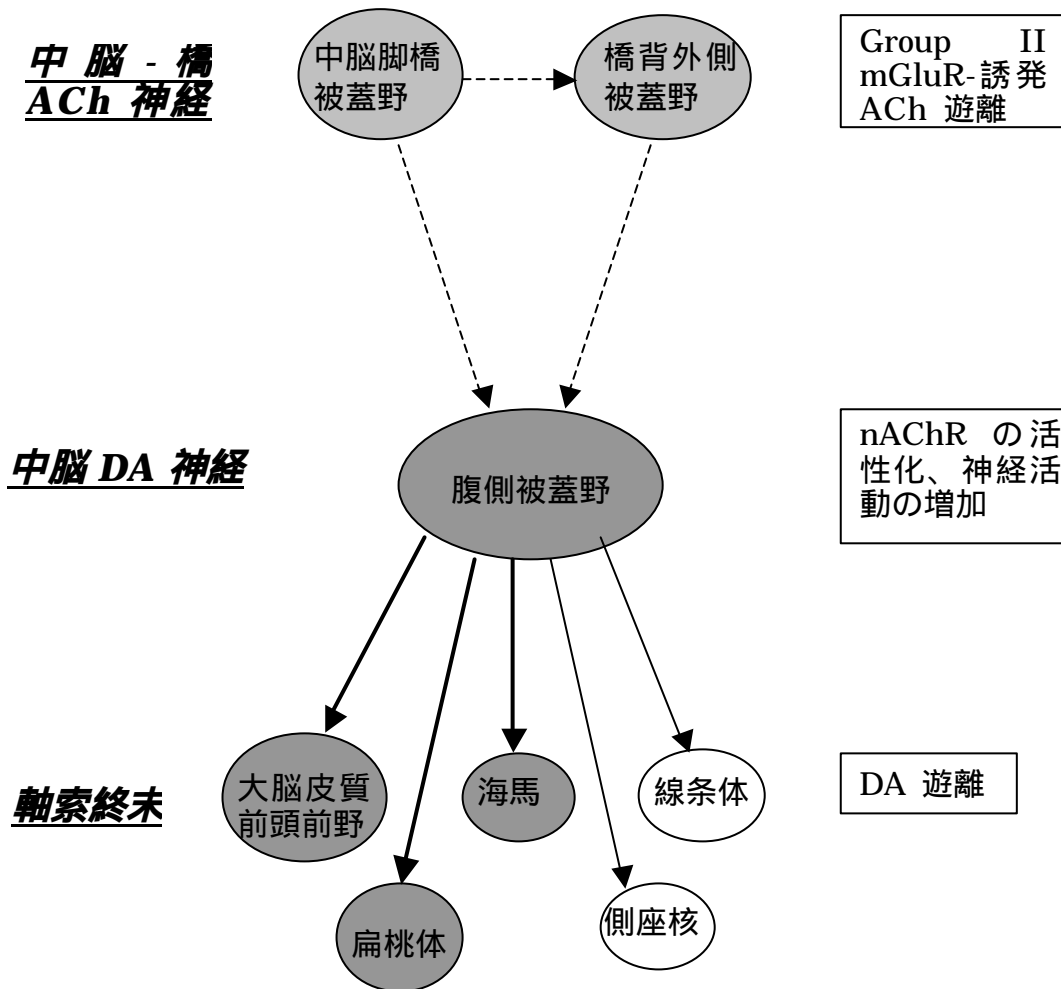 中 脳 - 橋
ACh 神経
中脳脚橋
被蓋野
橋背外側
被蓋野
Group II
mGluR-誘発
ACh 遊離
中脳 DA 神経
腹側被蓋野
nAChR の活
性化、神経活
動の増加
軸索終末
大脳皮質
前頭前野
海馬
線条体
DA 遊離
扁桃体
側座核